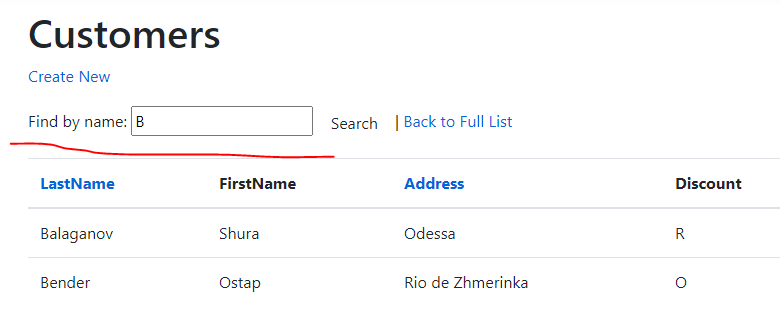 Customers
Create New
Find by name: B Search | Back to Full List
LastName FirstName Address Discount
Balaganov Shura Odessa R
Bender Ostap Rio de Zhmerinka O